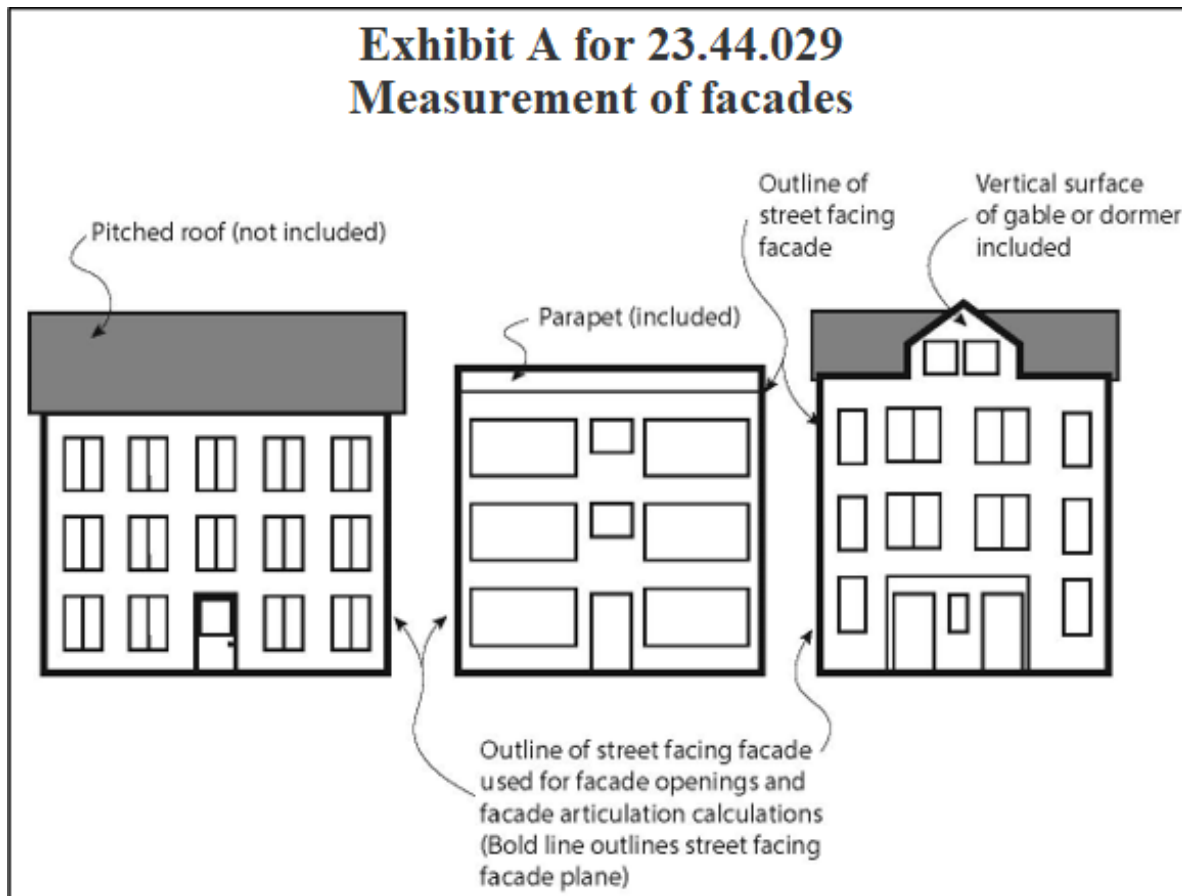 Exhibit A for 23.44.029
Measurement of facades
Outline of
street facing
facade
Vertical surface
of gable or dormer
included
Pitched roof (not included)
Parapet (included)
Outline of street facing facade
used for facade openings and
facade articulation calculations
(Bold line outlines street facing
facade plane)